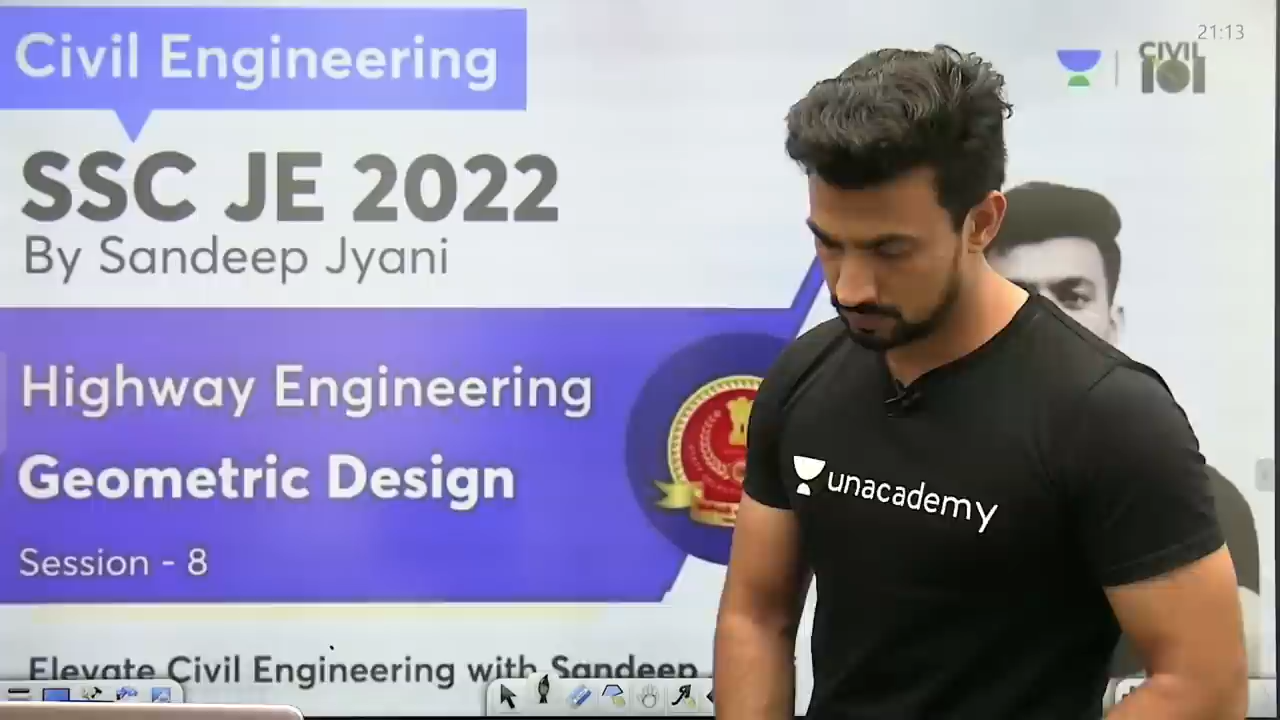 Civil Engineering
21:13
CIVIL
101
SSC JE 2022
By Sandeep Jyani
Highway Engineering
Geometric Design
Session - 8
unacademy
Elevate Civil Engineering with Sandeep